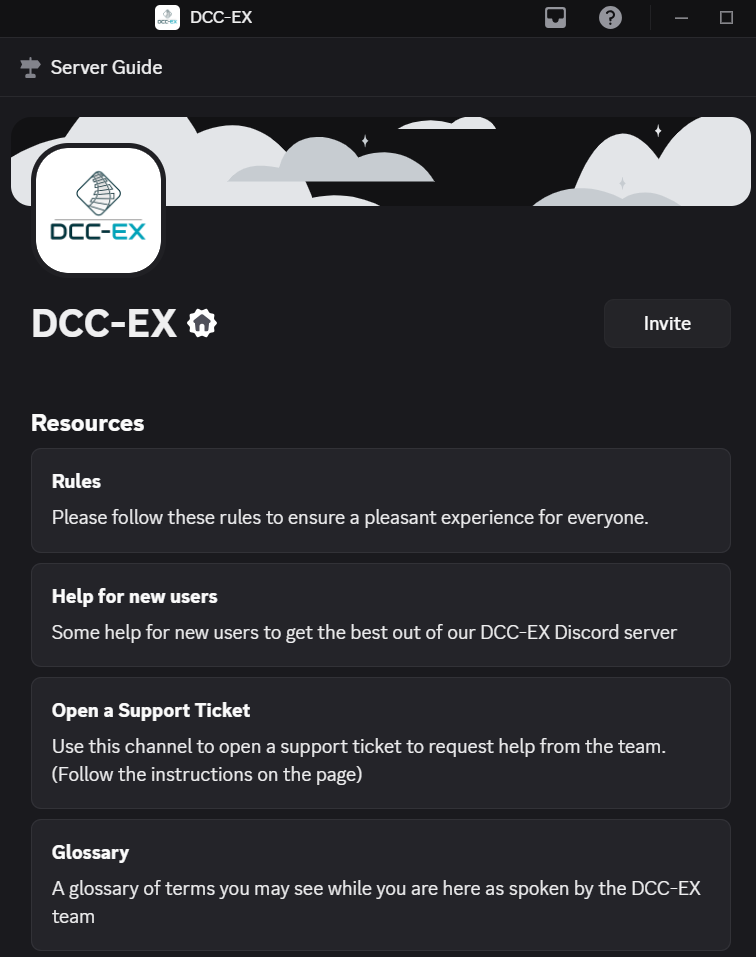 DCC-EX
DCC-EX
Server Guide
DCC-EX
DCC-EX
Invite
Resources
Rules
Please follow these rules to ensure a pleasant experience for everyone.
Help for new users
Some help for new users to get the best out of our DCC-EX Discord server
Open a Support Ticket
Use this channel to open a support ticket to request help from the team.
(Follow the instructions on the page)
Glossary
A glossary of terms you may see while you are here as spoken by the DCC-EX
team